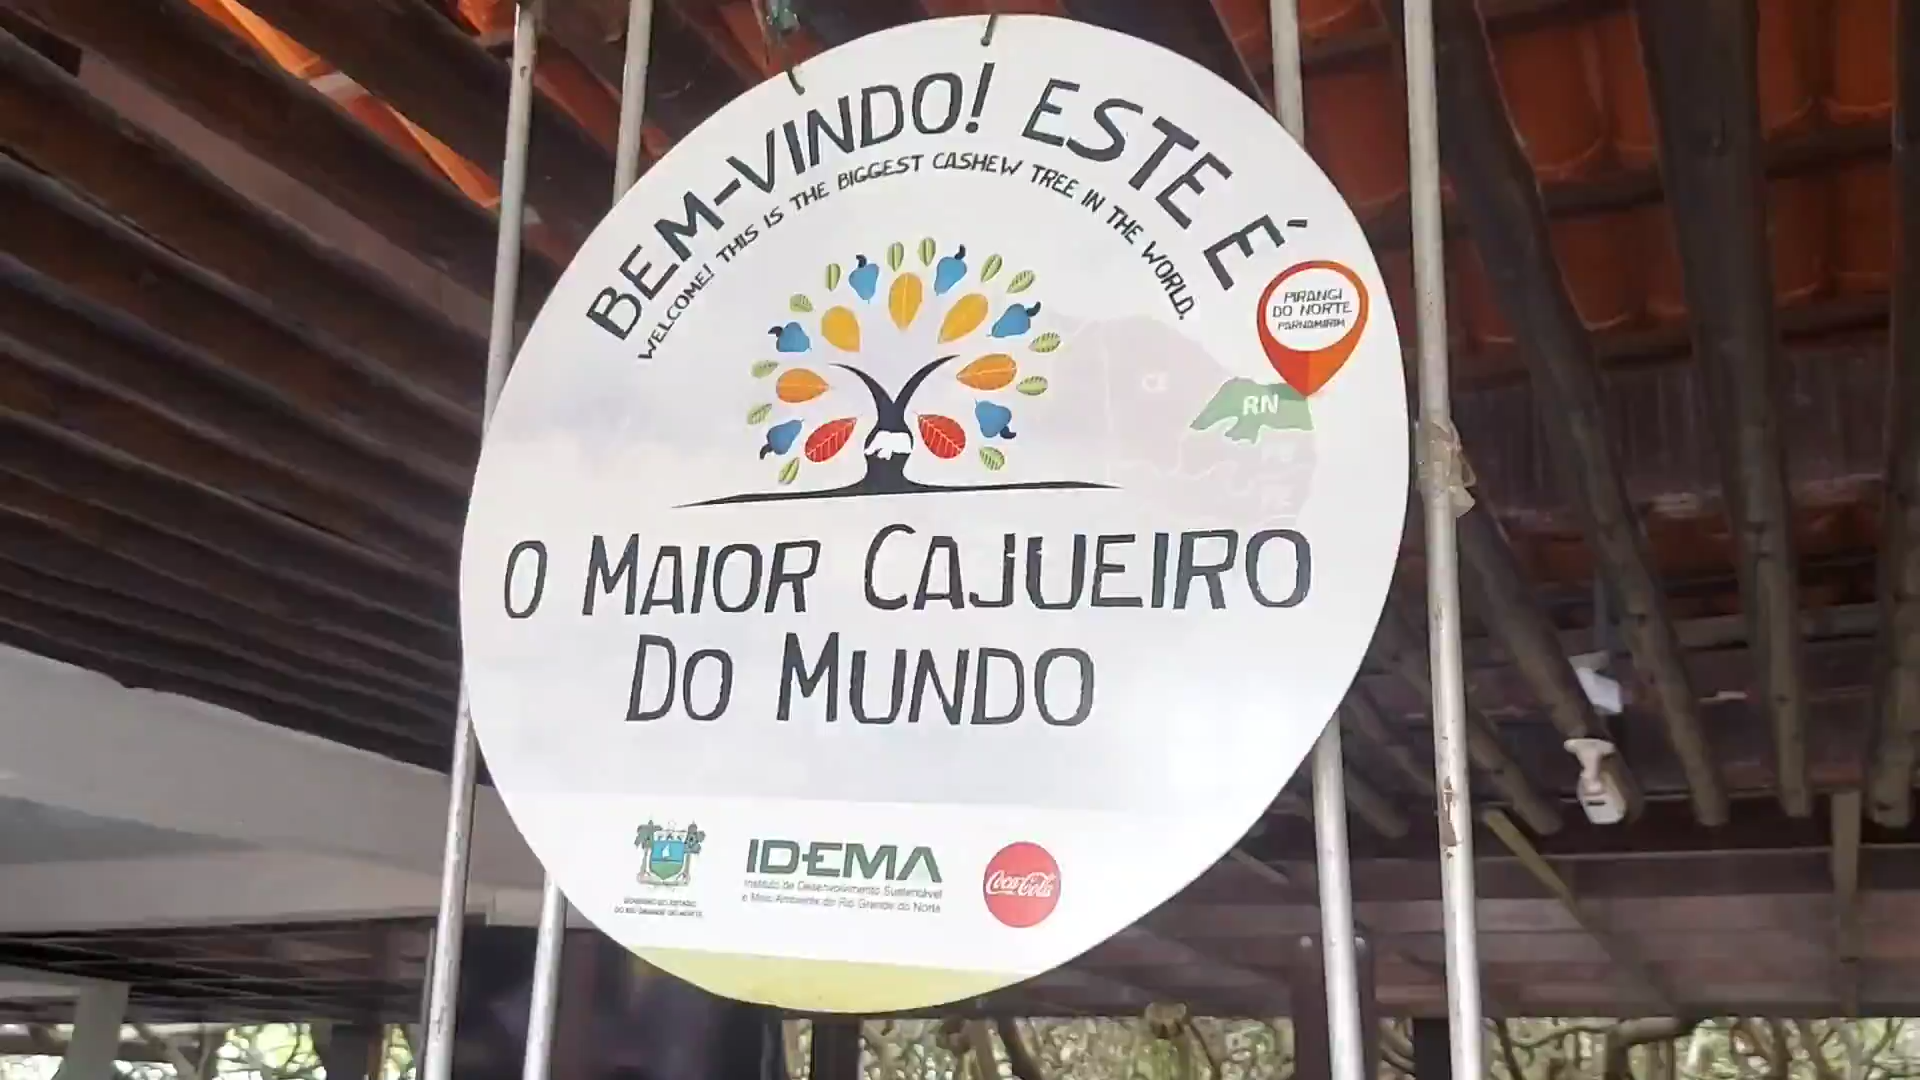 BEM-VINDO! ESTE É
WELCOME! THIS IS THE BIGGEST CASHEW TREE IN THE WORLD.
PIRANGI
DO NORTE
PARNAMIRIM
CE
RN
O MAIOR CAJUEIRO
DO MUNDO
GOVERNO DO ESTADO
DO RIO GRANDE DO NORTE
IDEMA
Instituto de Desenvolvimento Sustentável
e Meio Ambiente do Rio Grande do Norte
Coca-Cola